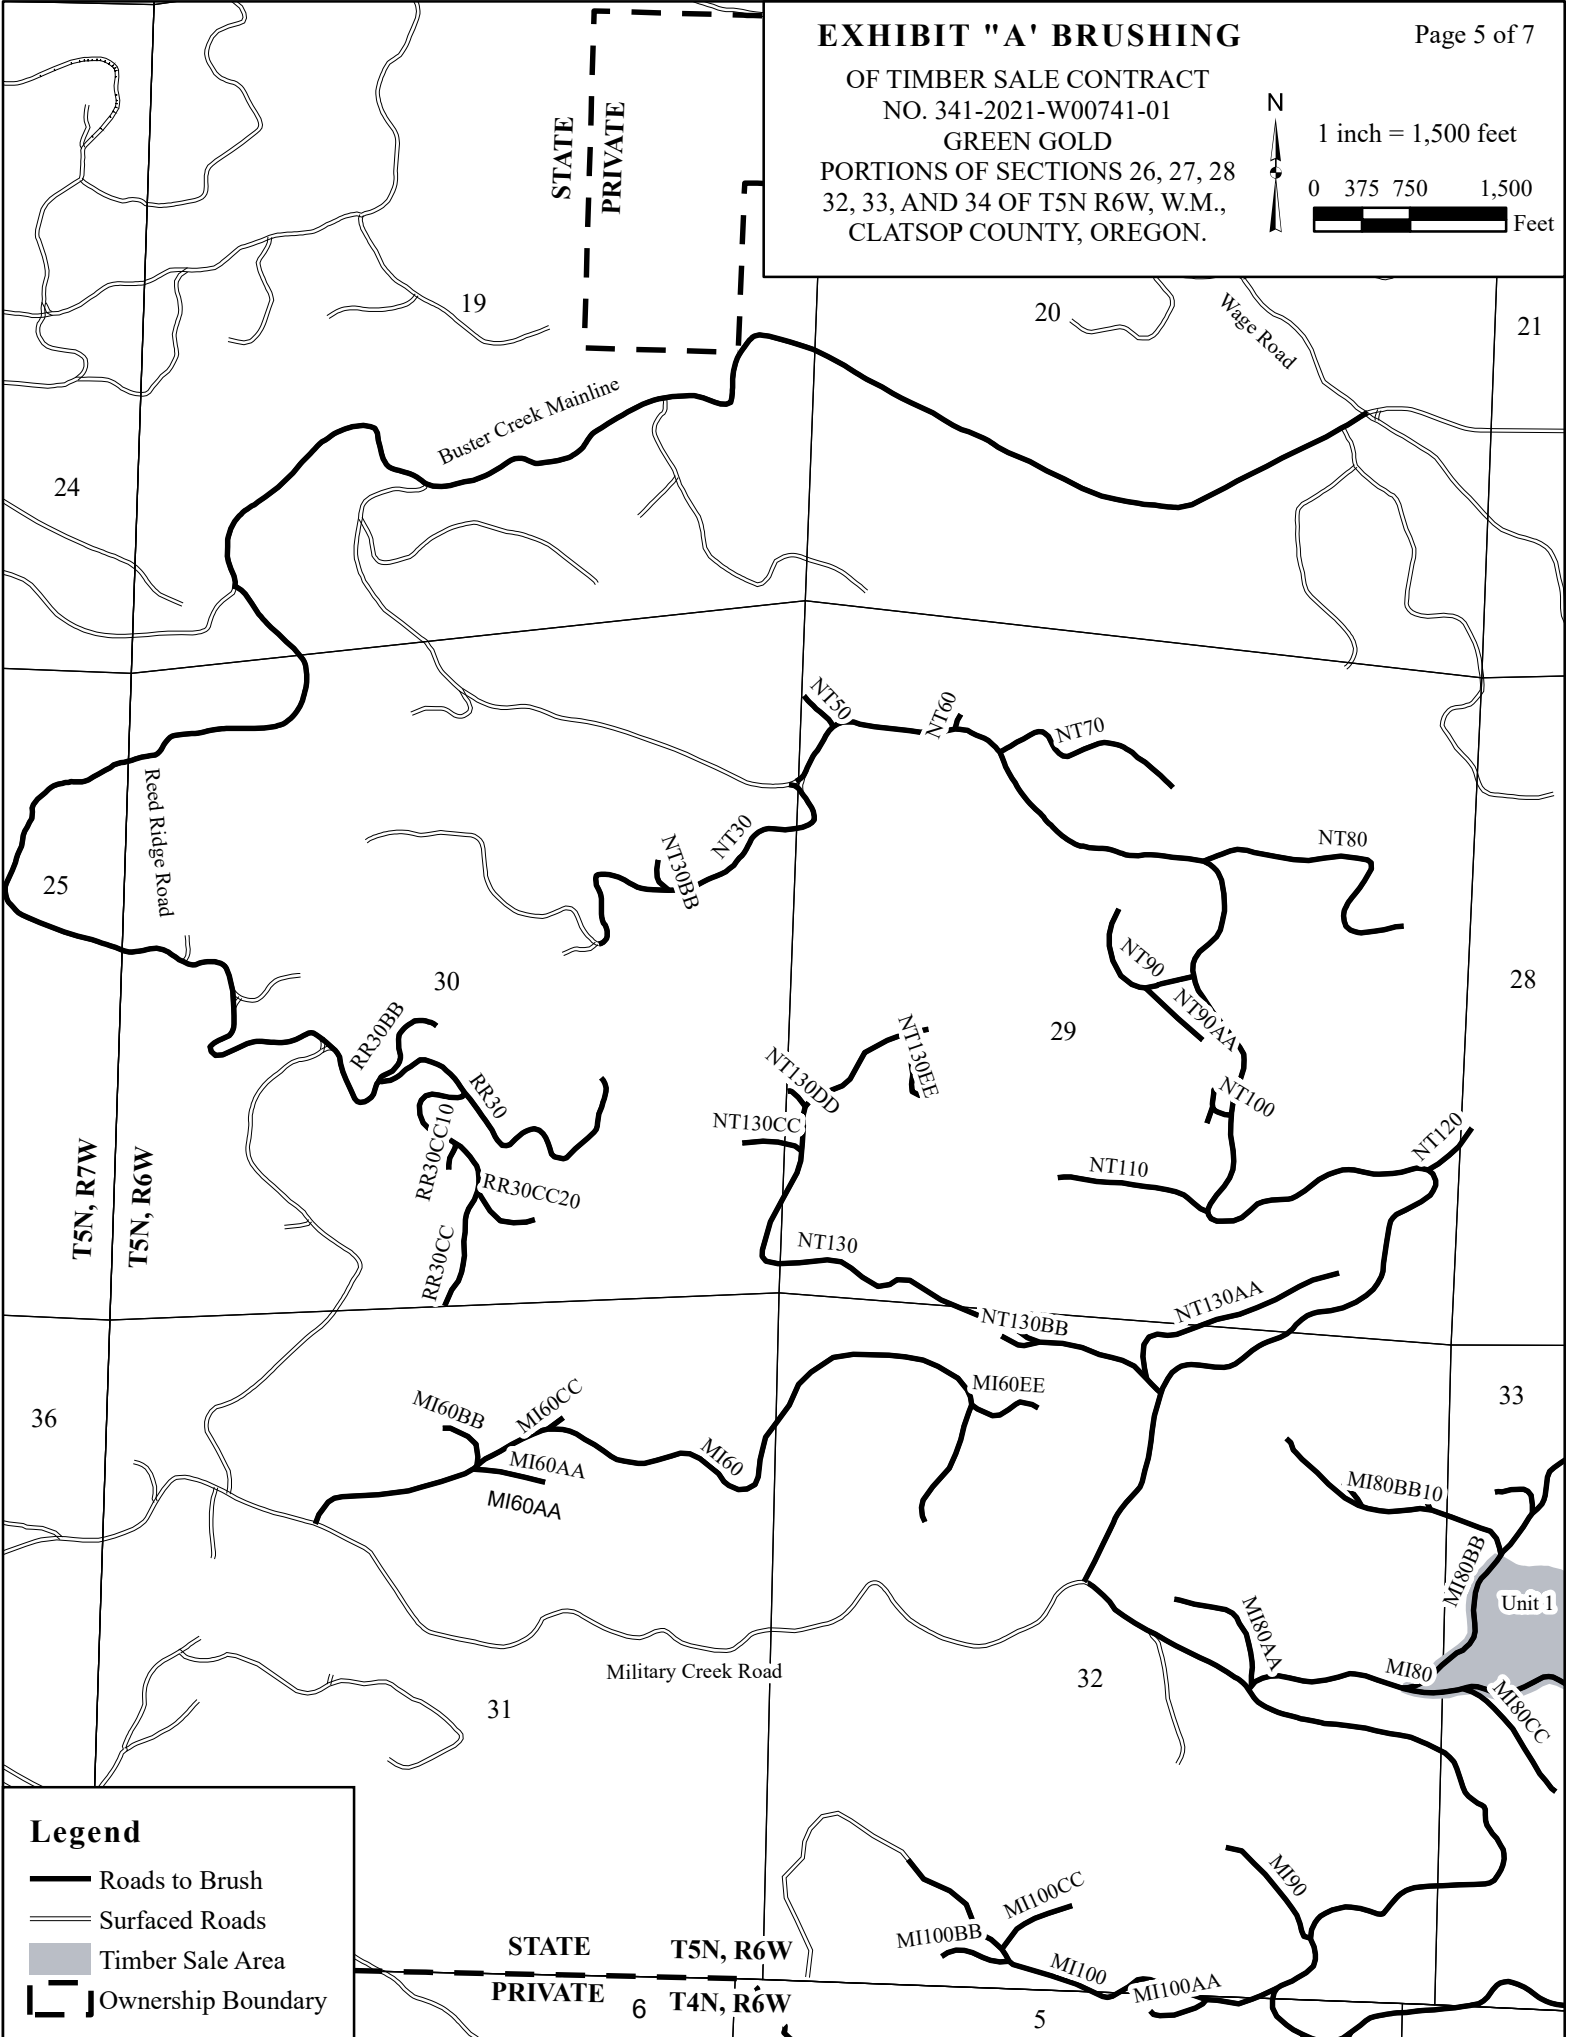 EXHIBIT "A' BRUSHING
Page 5 of 7
OF TIMBER SALE CONTRACT
NO. 341-2021-W00741-01
GREEN GOLD
PORTIONS OF SECTIONS 26, 27, 28
32, 33, AND 34 OF T5N R6W, W.M.,
CLATSOP COUNTY, OREGON.
N
1 inch = 1,500 feet
0 375 750 1,500
Feet
STATE
PRIVATE
19
20
21
Wage Road
Buster Creek Mainline
24
NT50
NT60
NT70
Reed Ridge Road
NT30
NT30BB
NT80
25
30
NT90
NT90AA
28
29
RR30BB
RR30
NT130EE
NT130DD
NT130CC
NT100
RR30CC10
RR30CC20
RR30CC
NT110
NT120
T5N, R7W
T5N, R6W
NT130
NT130AA
NT130BB
MI60EE
36
MI60BB
MI60CC
MI60AA
MI60AA
MI60
33
MI80BB10
MI80BB
Unit 1
MI80AA
MI80
MI80CC
Military Creek Road
32
31
MI90
MI100CC
MI100BB
MI100
MI100AA
Legend
Roads to Brush
Surfaced Roads
Timber Sale Area
Ownership Boundary
STATE
PRIVATE
T5N, R6W
T4N, R6W
6
5